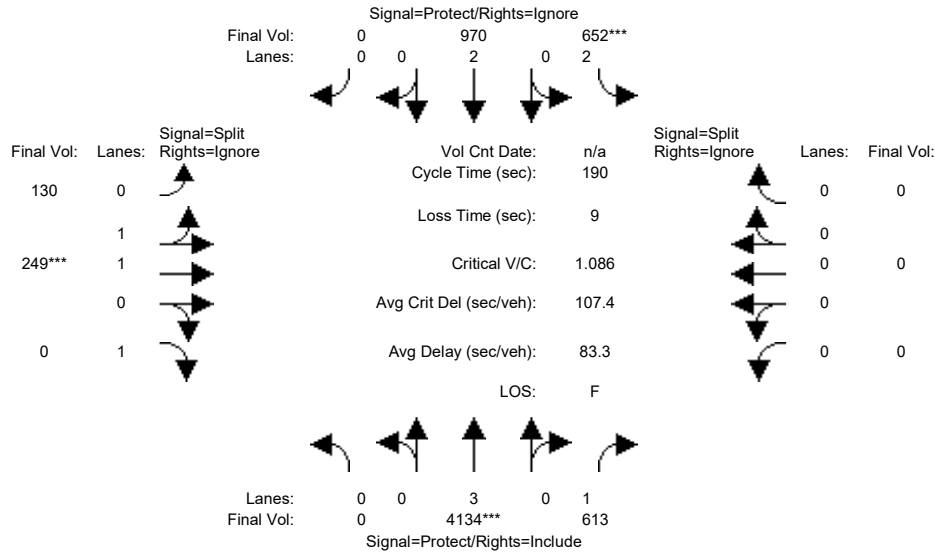 Signal=Protect/Rights=Ignore
Final Vol: 0 970 652***
Lanes: 0 0 2 0 2
Signal=Split
Final Vol: Lanes: Rights=Ignore
Vol Cnt Date: n/a
Signal=Split
Rights=Ignore Lanes: Final Vol:
Cycle Time (sec): 190
130 0
0 0
Loss Time (sec): 9
1
0
249*** 1
Critical V/C: 1.086
0 0
0
Avg Crit Del (sec/veh): 107.4
0
0 1
Avg Delay (sec/veh): 83.3
0 0
LOS: F
Lanes: 0 0 3 0 1
Final Vol: 0 4134*** 613
Signal=Protect/Rights=Include